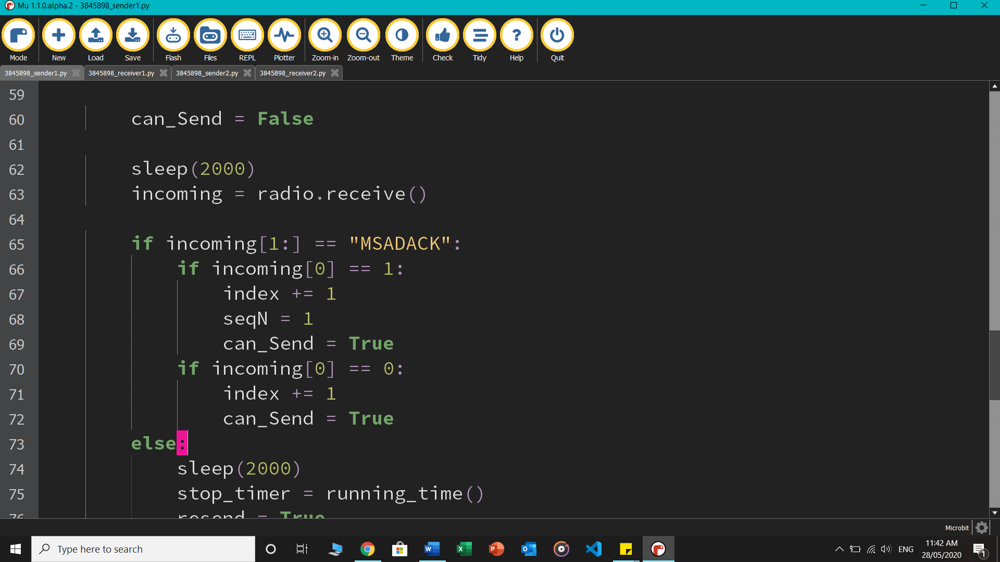 Mu 1.1.0.alpha.2 - 3845898_sender1.py
Mode New Load Save Flash Files REPL Plotter Zoom-in Zoom-out Theme Check Tidy Help Quit
3845898_sender1.py 3845898_receiver1.py 3845898_sender2.py 3845898_receiver2.py
59
60 can_Send = False
61
62 sleep(2000)
63 incoming = radio.receive()
64
65 if incoming[1:] == "MSADACK":
66 if incoming[0] == 1:
67 index += 1
68 seqN = 1
69 can_Send = True
70 if incoming[0] == 0:
71 index += 1
72 can_Send = True
73 else:
74 sleep(2000)
75 stop_timer = running_time()
76 resend = True
Microbit
Type here to search
ENG
11:42 AM
28/05/2020
1